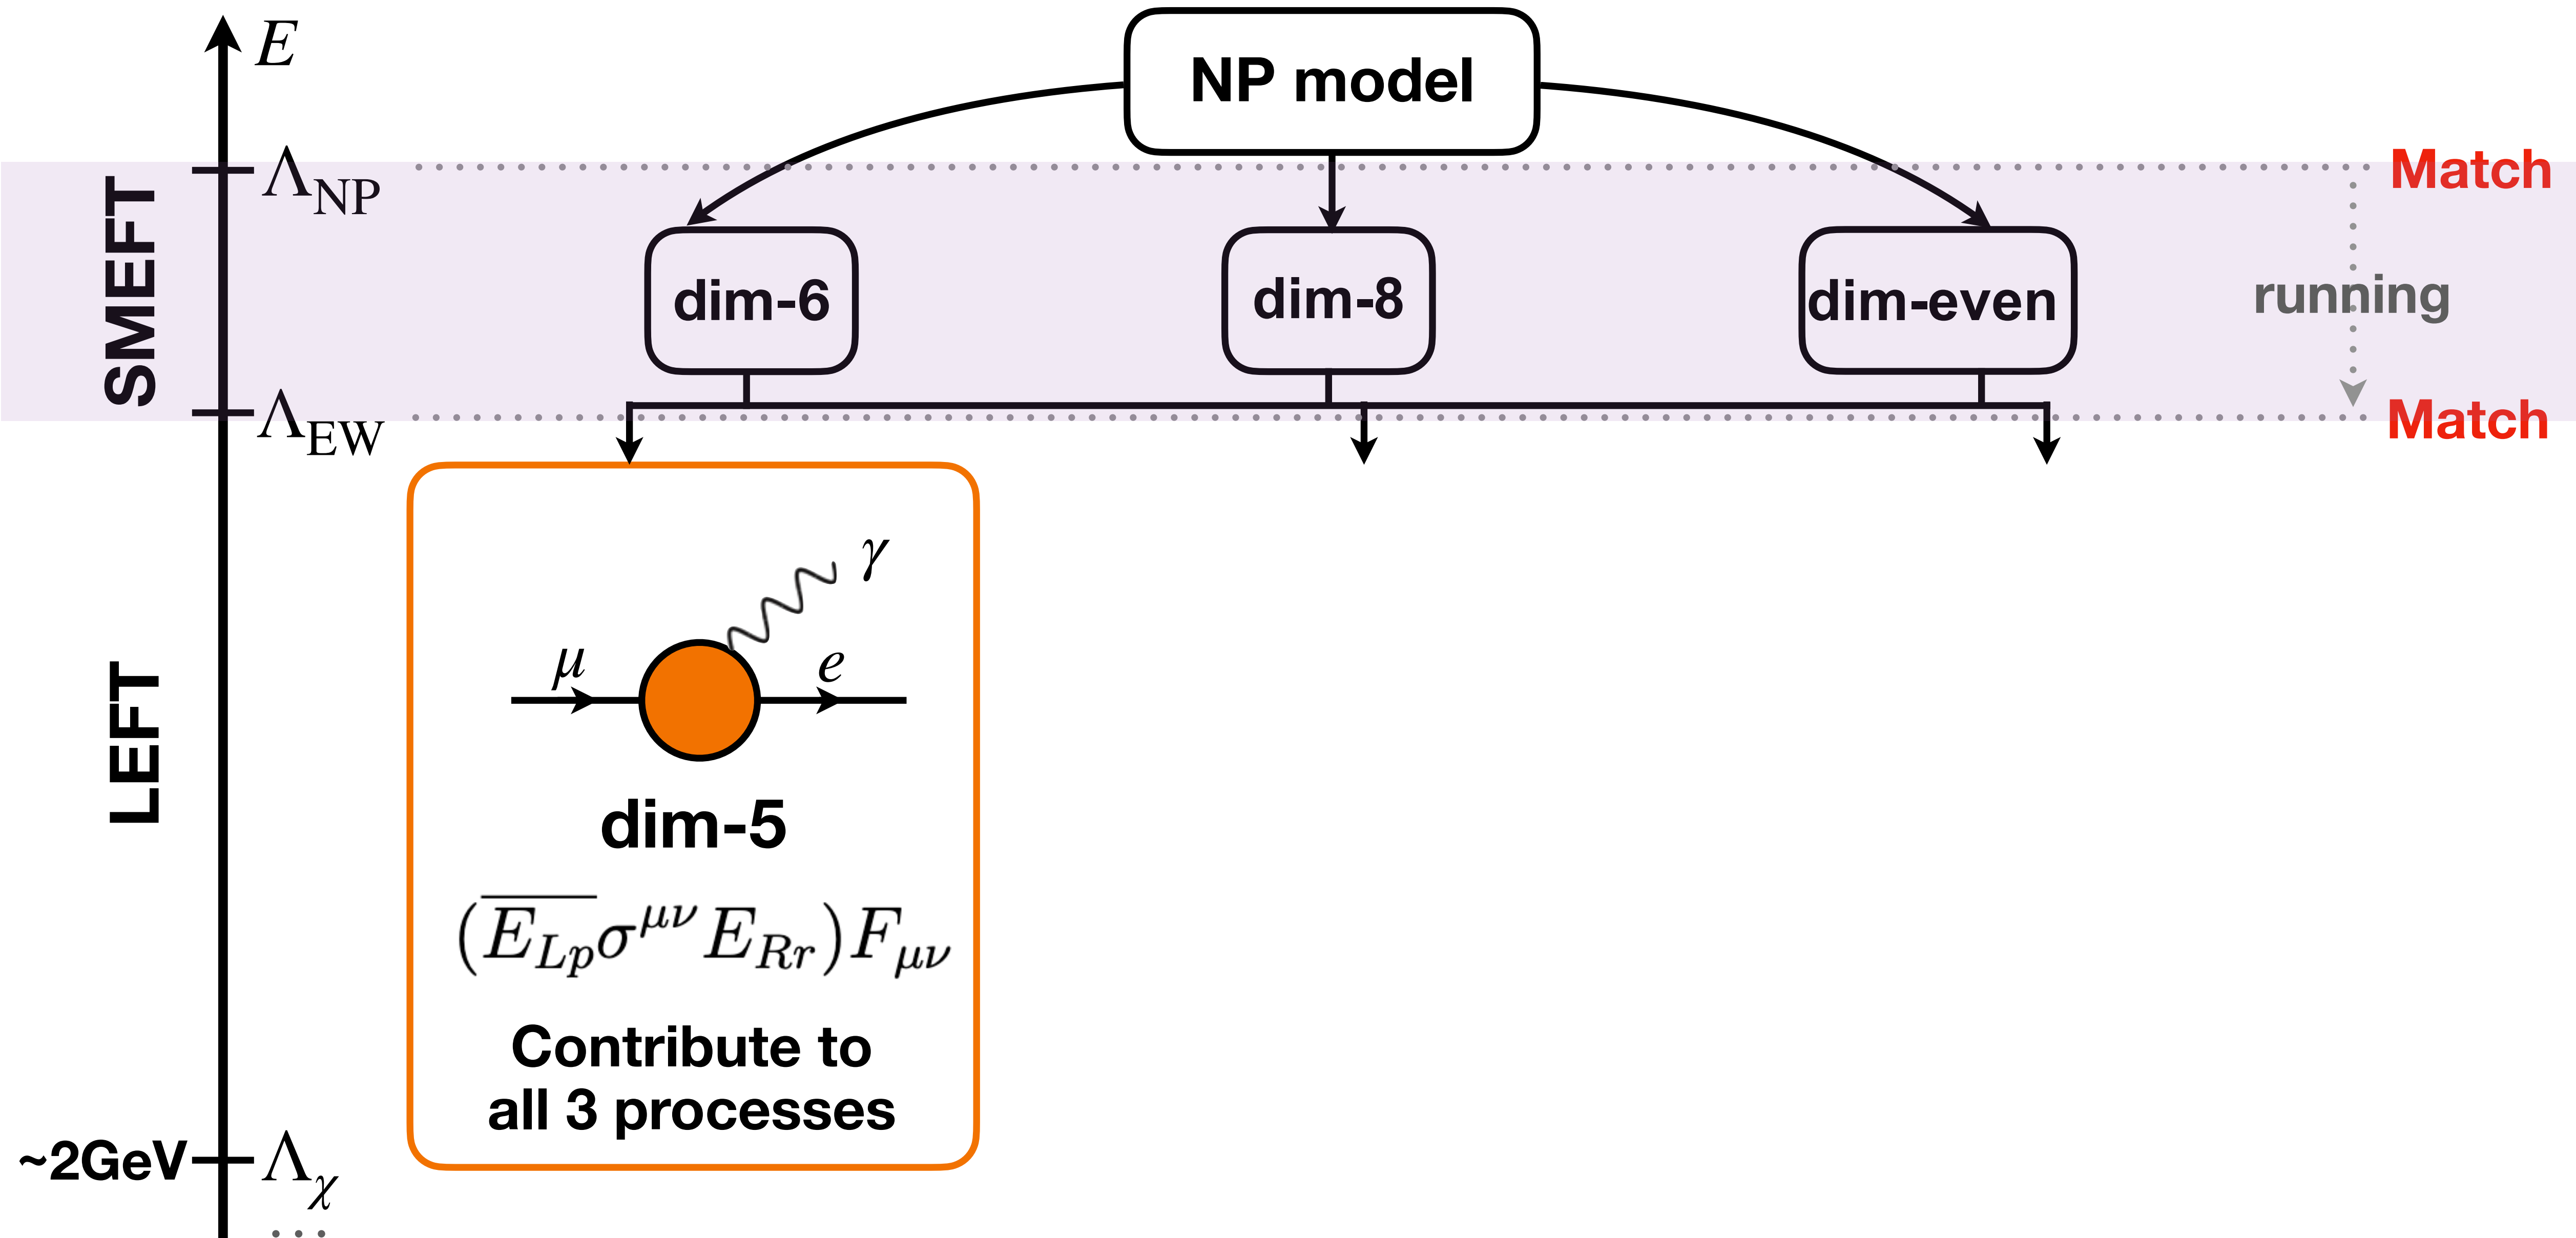 E
NP model
Λ_NP
Match
SMEFT
dim-6
dim-8
dim-even
running
Λ_EW
Match
γ
μ
e
LEFT
dim-5
(\overline{E_{Lp}}σ^{μν}E_{Rr})F_{μν}
Contribute to
all 3 processes
~2GeV
Λ_χ
...